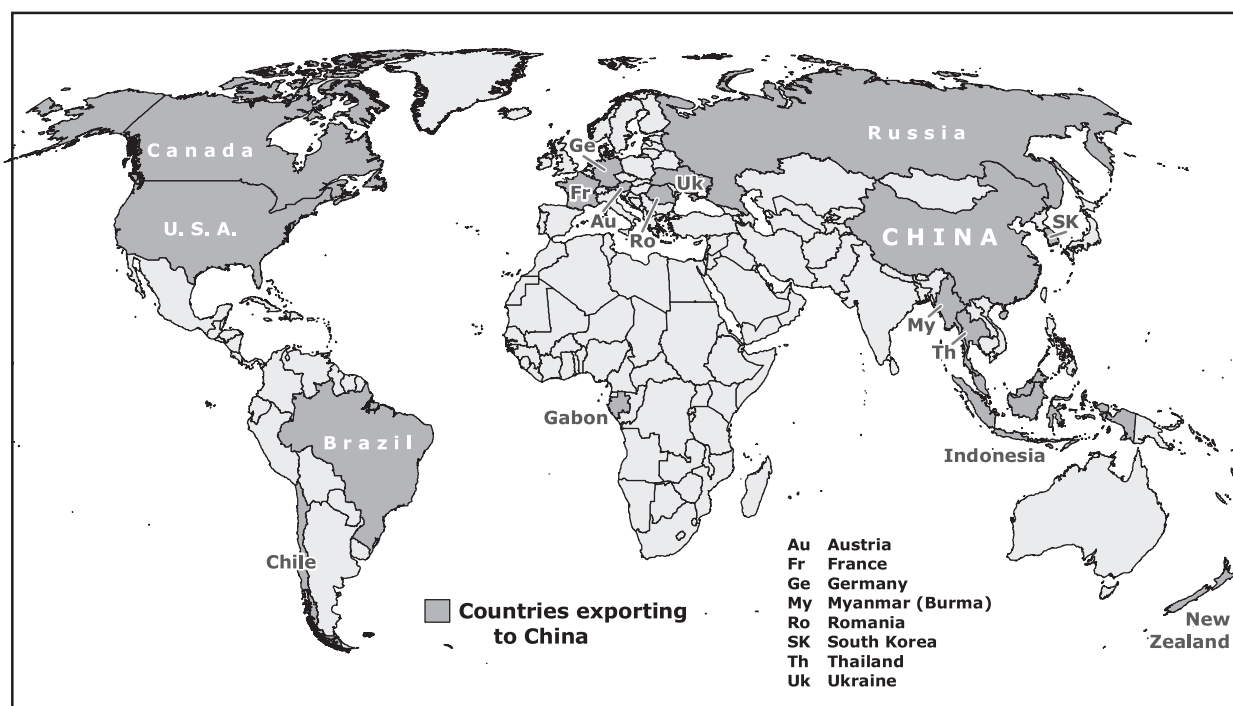 Canada
U. S. A.
Brazil
Chile
Gabon
Ge
Fr
Au
Ro
Uk
Russia
CHINA
SK
My
Th
Indonesia
New
Zealand
Countries exporting
to China
Au Austria
Fr France
Ge Germany
My Myanmar (Burma)
Ro Romania
SK South Korea
Th Thailand
Uk Ukraine